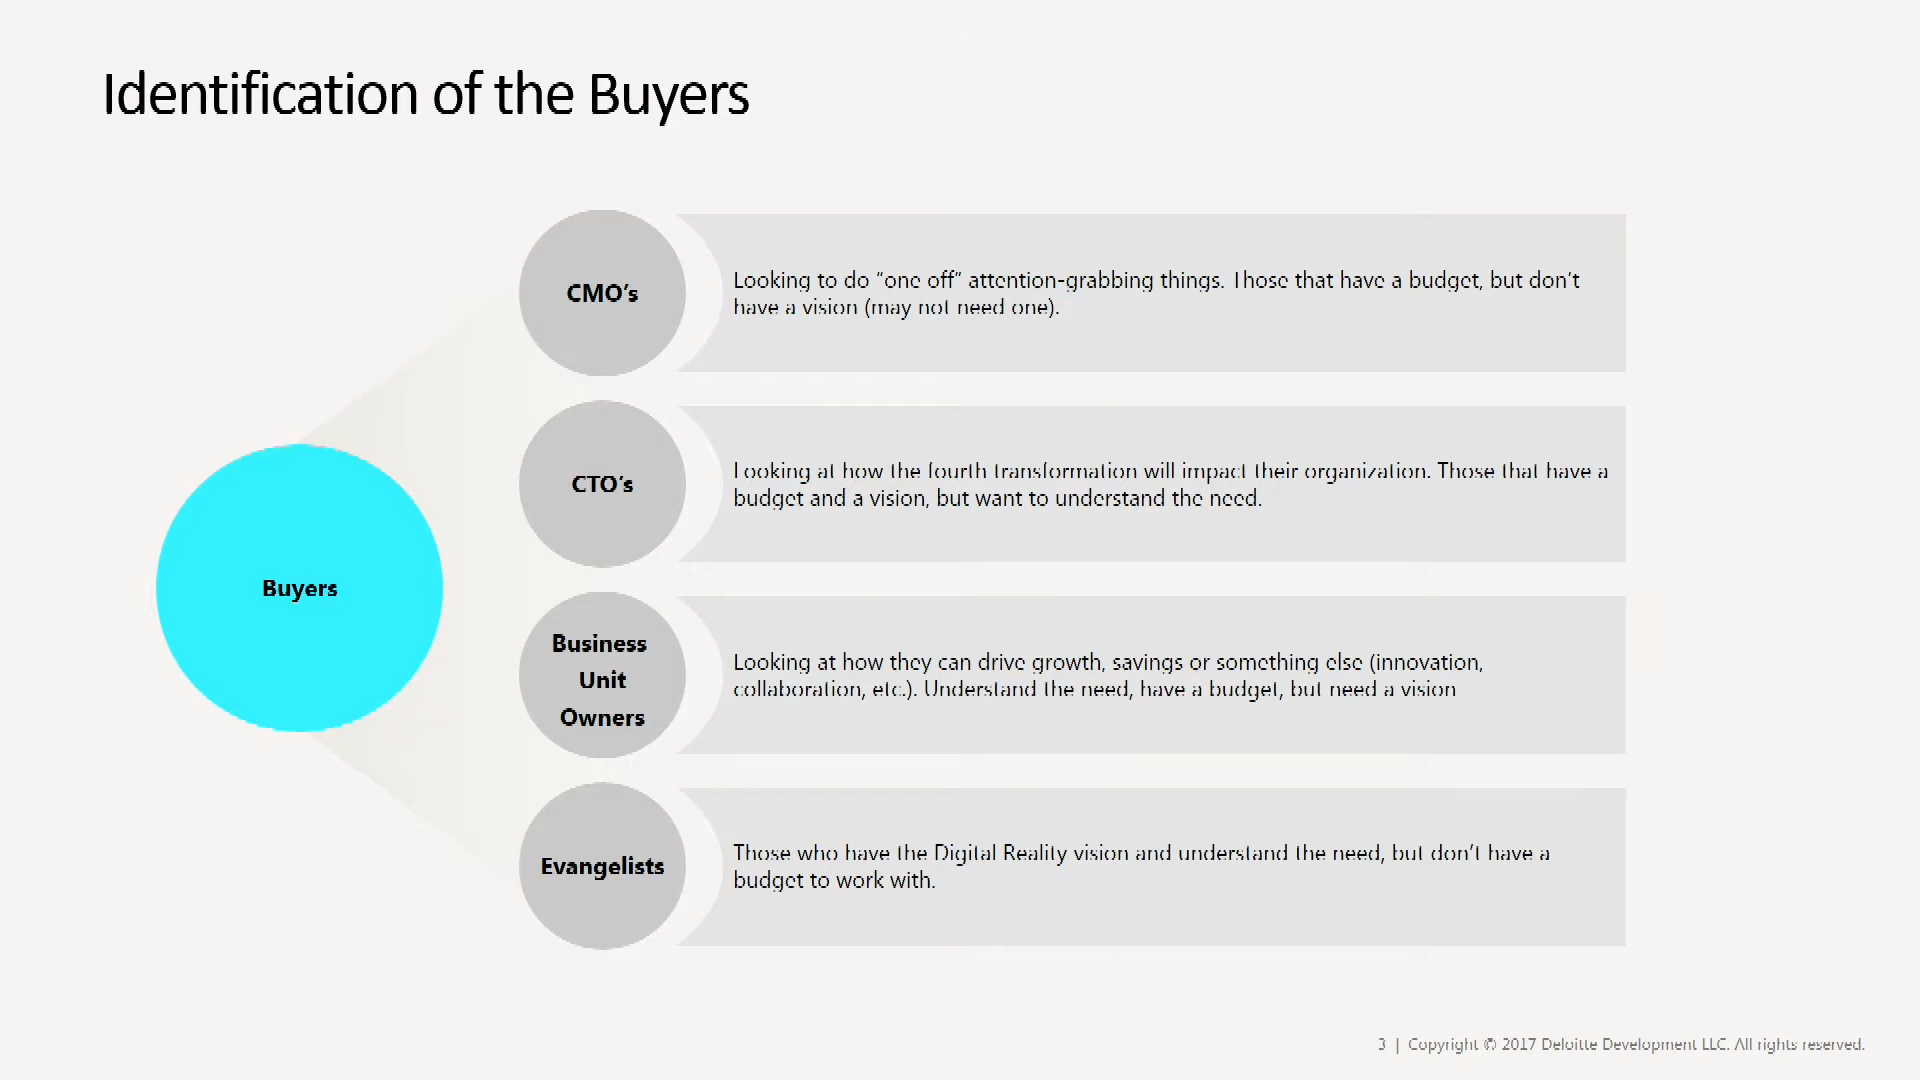 Identification of the Buyers
CMO’s
Looking to do “one off” attention-grabbing things. Those that have a budget, but don’t
have a vision (may not need one).
CTO’s
Looking at how the fourth transformation will impact their organization. Those that have a
budget and a vision, but want to understand the need.
Buyers
Business
Unit
Owners
Looking at how they can drive growth, savings or something else (innovation,
collaboration, etc.). Understand the need, have a budget, but need a vision
Evangelists
Those who have the Digital Reality vision and understand the need, but don’t have a
budget to work with.
3 | Copyright © 2017 Deloitte Development LLC. All rights reserved.